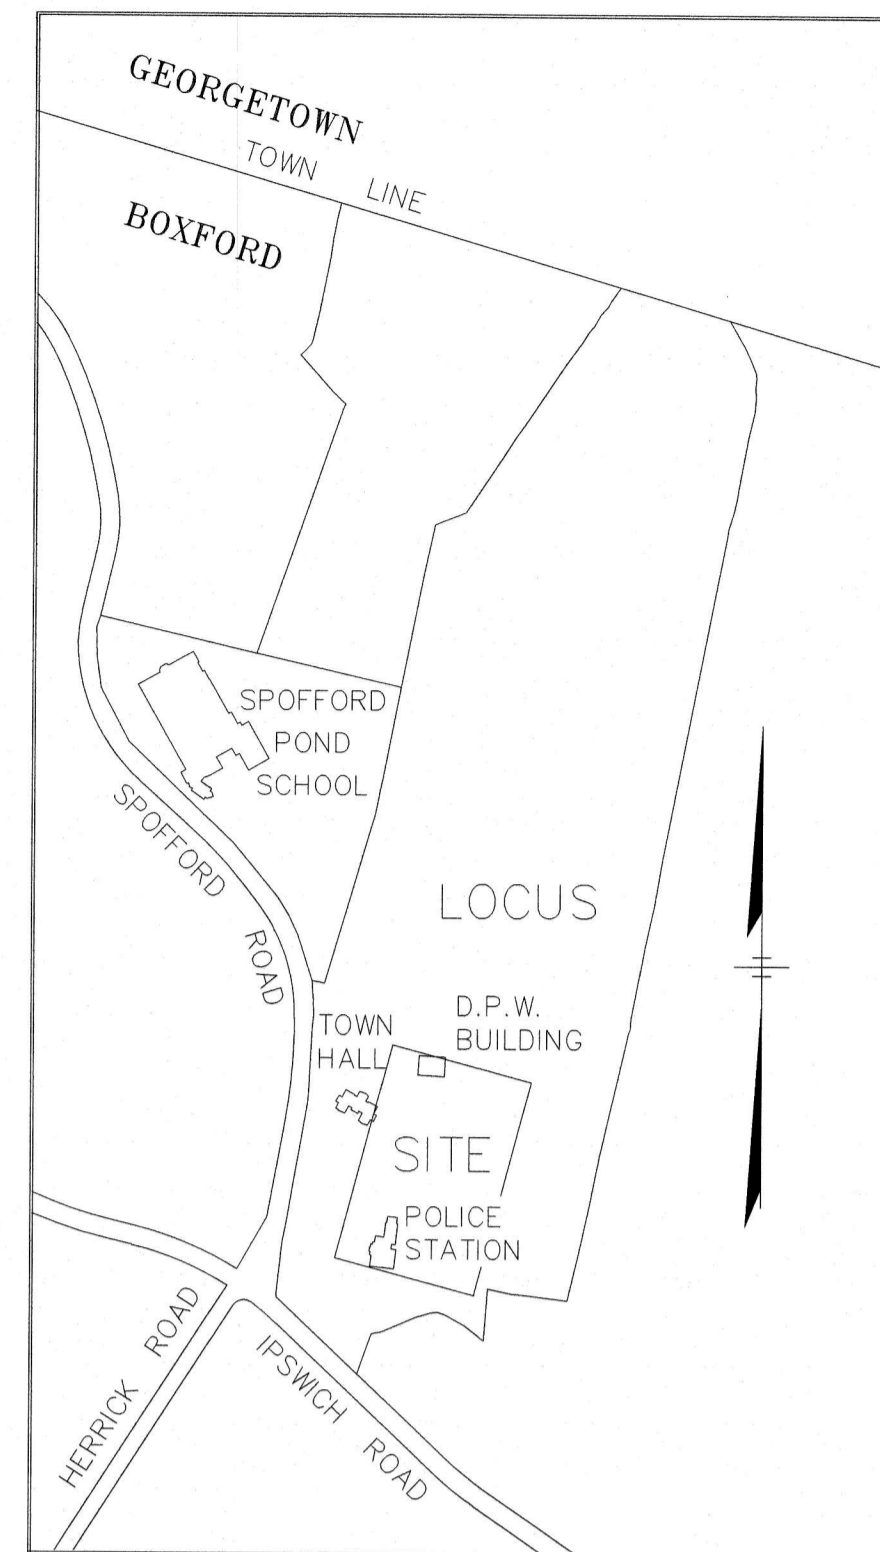 GEORGETOWN
TOWN LINE
BOXFORD
SPOFFORD
POND
SCHOOL
SPOFFORD ROAD
LOCUS
D.P.W.
BUILDING
TOWN
HALL
SITE
POLICE
STATION
HERRICK ROAD
IPSWICH ROAD